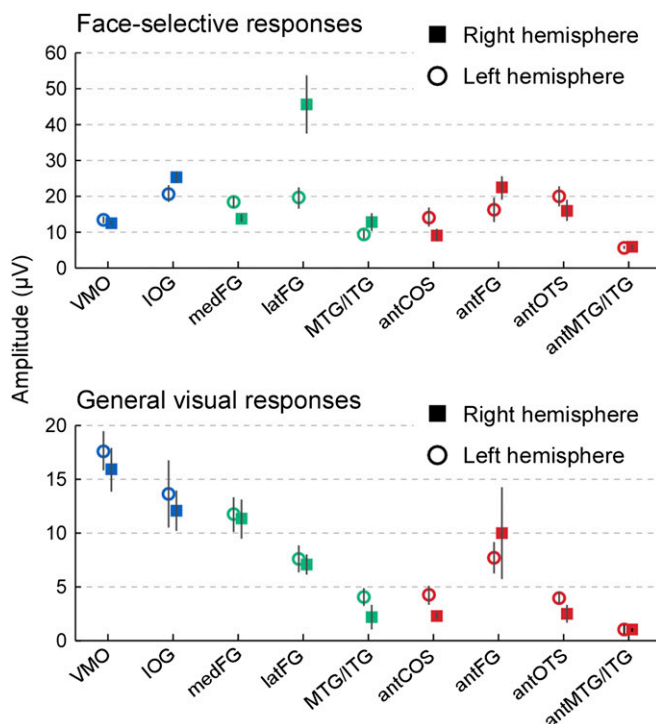 Face-selective responses
60
50
40
30
20
10
0
Right hemisphere
Left hemisphere
VMO
IOG
medFG
latFG
MTG/ITG
antCOS
antFG
antOTS
antMTG/ITG
Amplitude (µV)
General visual responses
20
15
10
5
0
Right hemisphere
Left hemisphere
VMO
IOG
medFG
latFG
MTG/ITG
antCOS
antFG
antOTS
antMTG/ITG